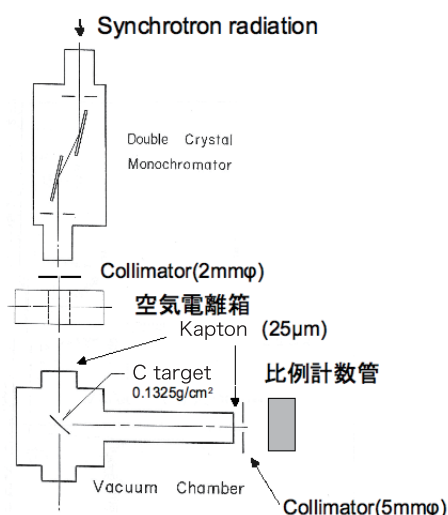 Synchrotron radiation
Double Crystal
Monochromator
Collimator(2mmφ)
空気電離箱
Kapton (25μm)
C target
0.1325g/cm²
比例計数管
Vacuum Chamber
Collimator(5mmφ)